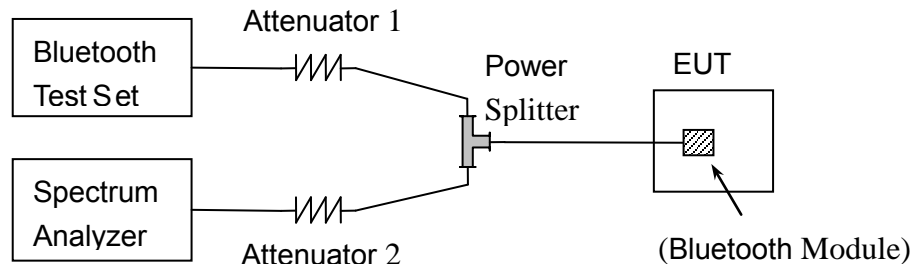 Attenuator 1
Bluetooth
Test Set
Power
Splitter
EUT
Spectrum
Analyzer
Attenuator 2
(Bluetooth Module)